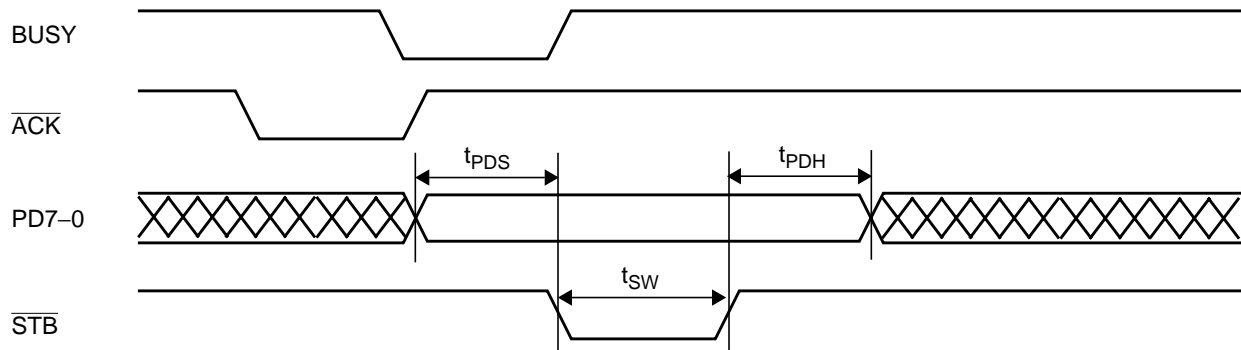 BUSY
ACK
tPDS
tPDH
PD7–0
tSW
STB